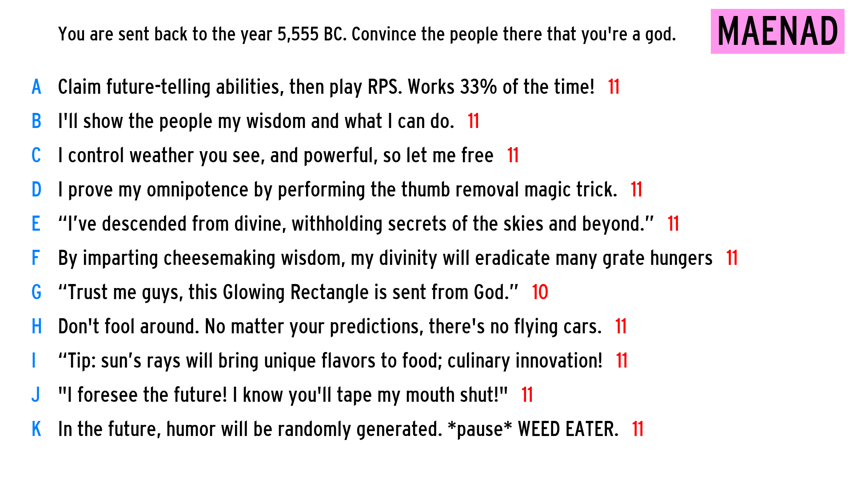 You are sent back to the year 5,555 BC. Convince the people there that you're a god.
MAENAD
A Claim future-telling abilities, then play RPS. Works 33% of the time! 11
B I'll show the people my wisdom and what I can do. 11
C I control weather you see, and powerful, so let me free 11
D I prove my omnipotence by performing the thumb removal magic trick. 11
E “I’ve descended from divine, withholding secrets of the skies and beyond.” 11
F By imparting cheesemaking wisdom, my divinity will eradicate many grate hungers 11
G “Trust me guys, this Glowing Rectangle is sent from God.” 10
H Don't fool around. No matter your predictions, there's no flying cars. 11
I “Tip: sun’s rays will bring unique flavors to food; culinary innovation! 11
J "I foresee the future! I know you'll tape my mouth shut!" 11
K In the future, humor will be randomly generated. *pause* WEED EATER. 11